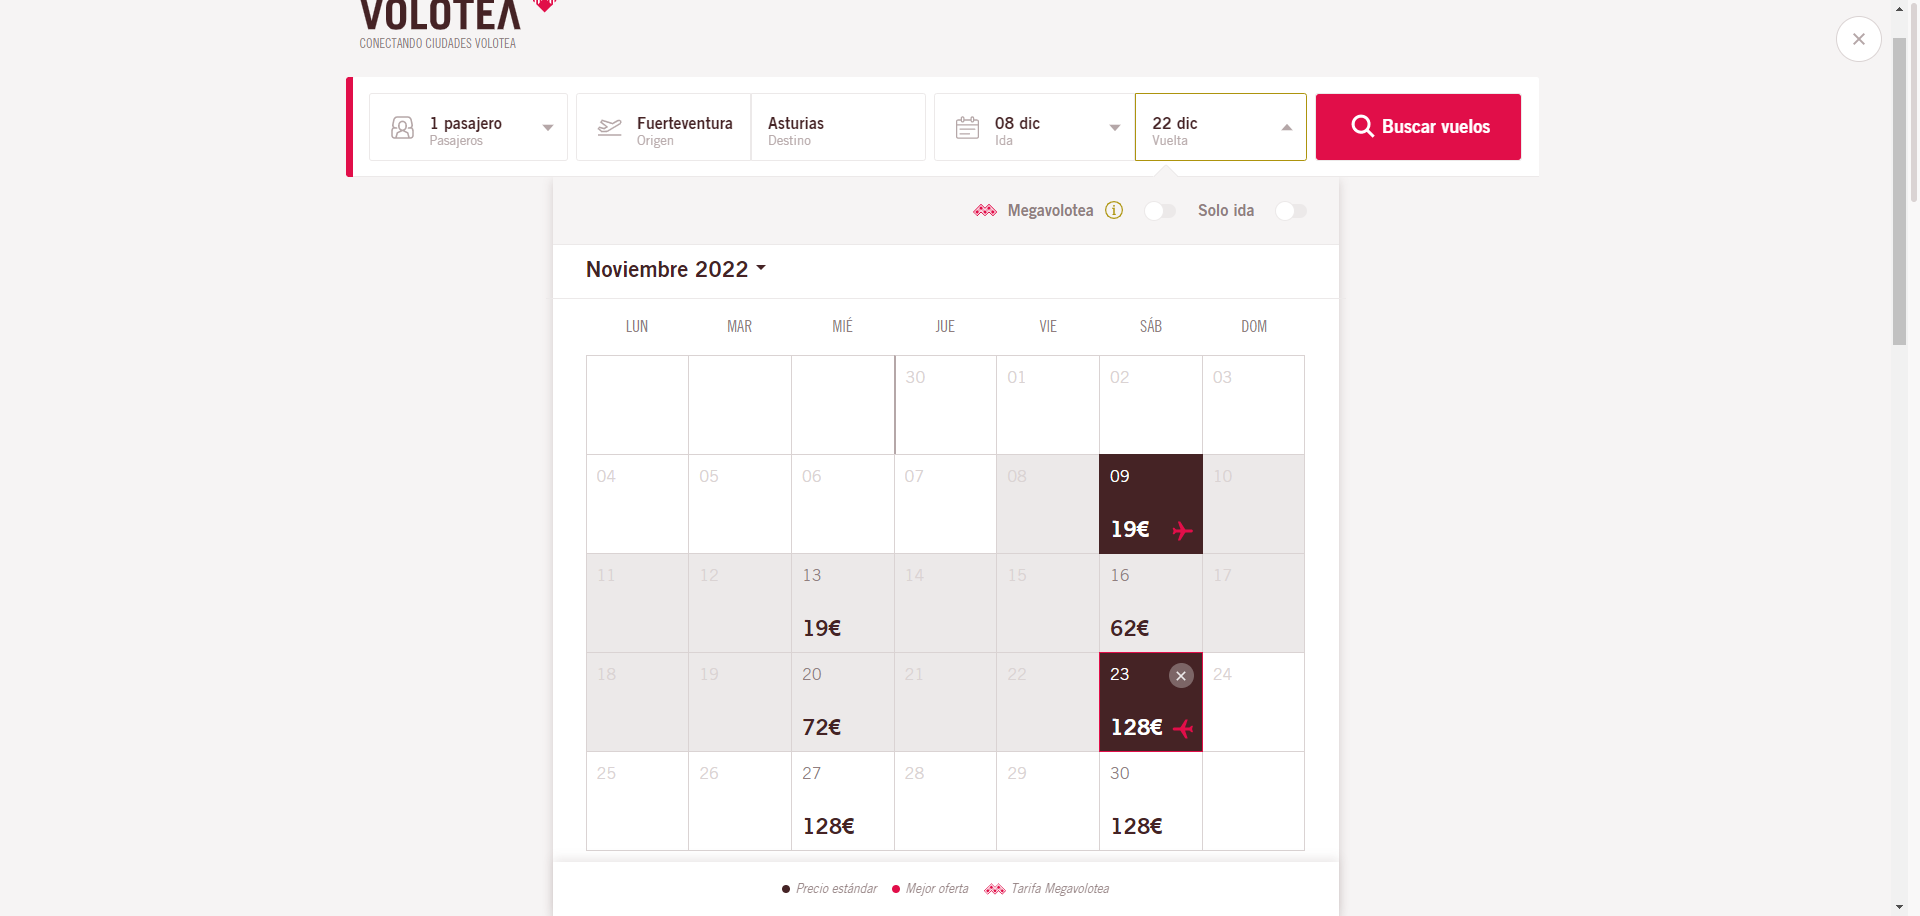 VOLOTEA
CONECTANDO CIUDADES VOLOTEA
1 pasajero
Pasajeros
Fuerteventura
Origen
Asturias
Destino
08 dic
Ida
22 dic
Vuelta
Buscar vuelos
Megavolotea
Solo ida
Noviembre 2022
LUN MAR MIÉ JUE VIE SÁB DOM
30 01 02 03
04 05 06 07 08 09 10
19€
11 12 13 14 15 16 17
19€ 62€
18 19 20 21 22 23 24
72€ 128€
25 26 27 28 29 30
128€ 128€
Precio estándar Mejor oferta Tarifa Megavolotea